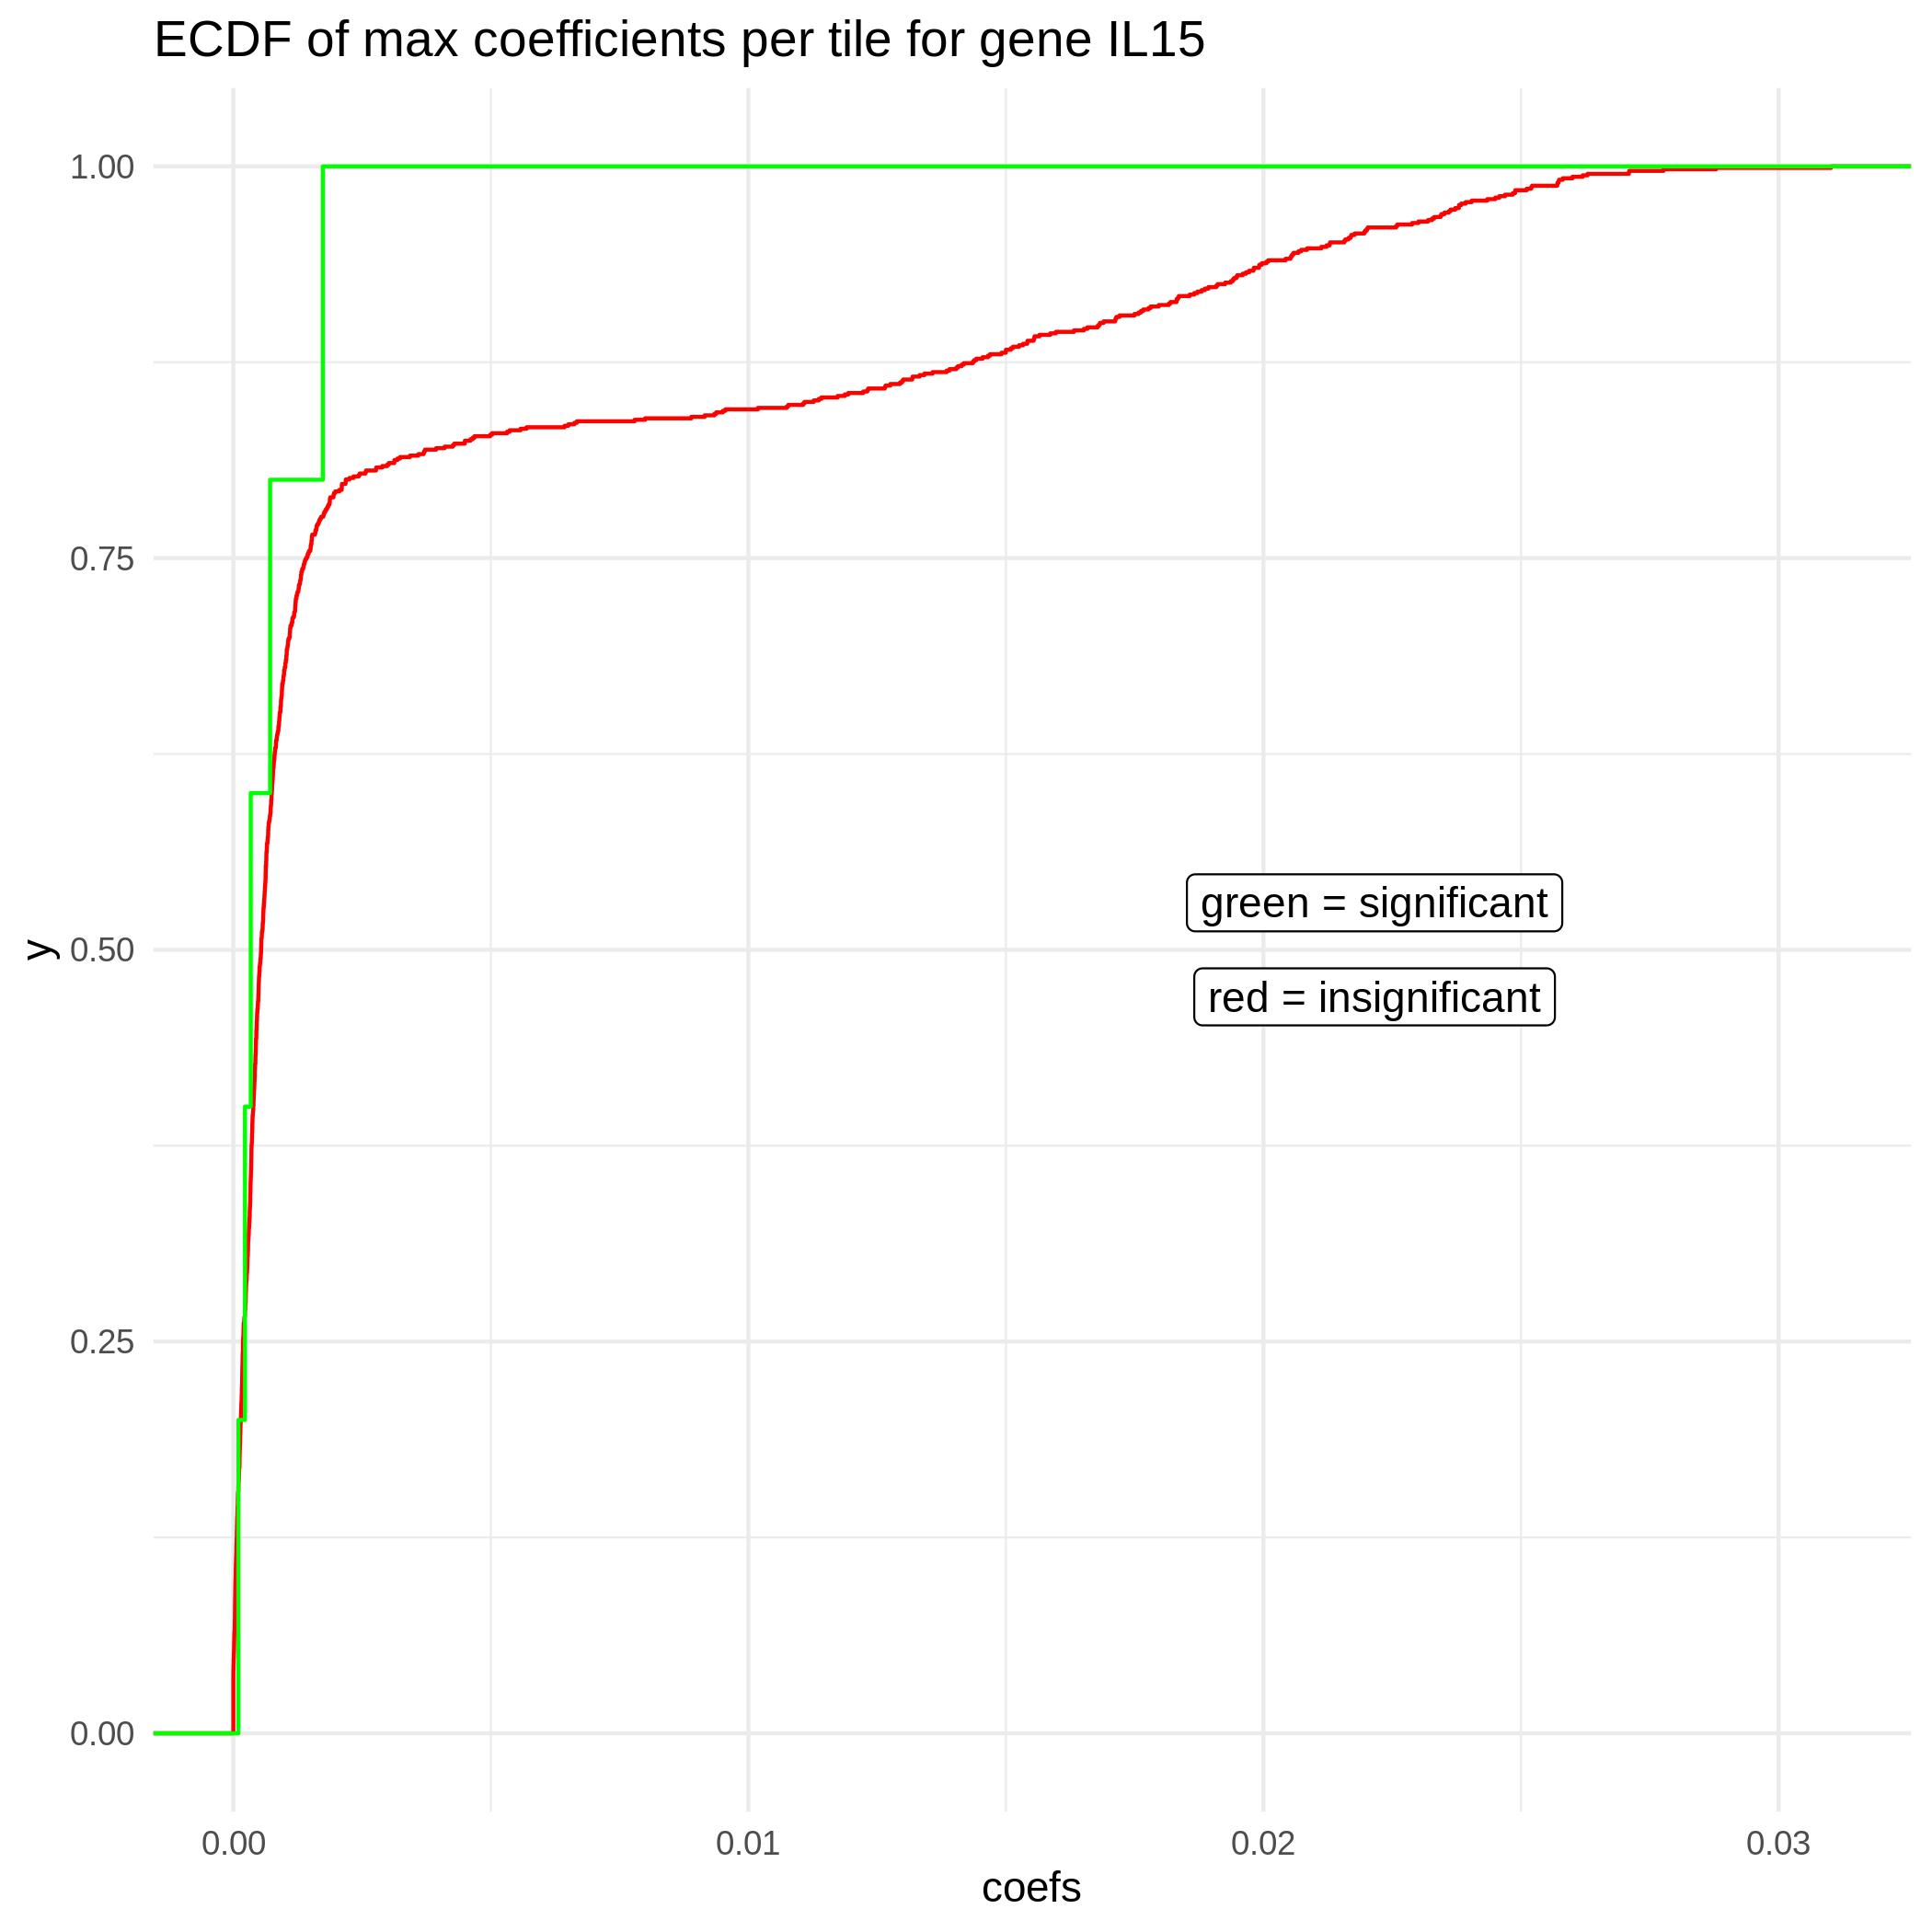 ECDF of max coefficients per tile for gene IL15
1.00
0.75
0.50
0.25
0.00
y
green = significant
red = insignificant
0.00 0.01 0.02 0.03
coefs